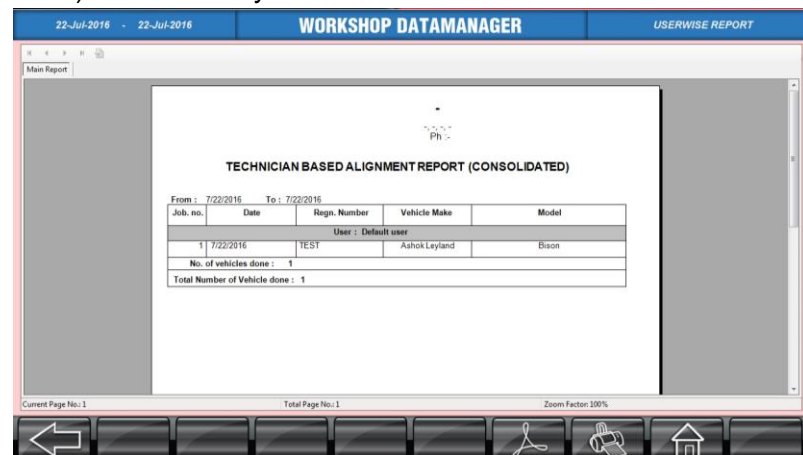 22-Jul-2016 - 22-Jul-2016 WORKSHOP DATAMANAGER USERWISE REPORT
Main Report
-
-, -, -, -
Ph :-
TECHNICIAN BASED ALIGNMENT REPORT (CONSOLIDATED)
From : 7/22/2016 To : 7/22/2016
Job. no. Date Regn. Number Vehicle Make Model
User : Default user
1 7/22/2016 TEST Ashok Leyland Bison
No. of vehicles done : 1
Total Number of Vehicle done : 1
Current Page No.: 1 Total Page No.: 1 Zoom Factor: 100%